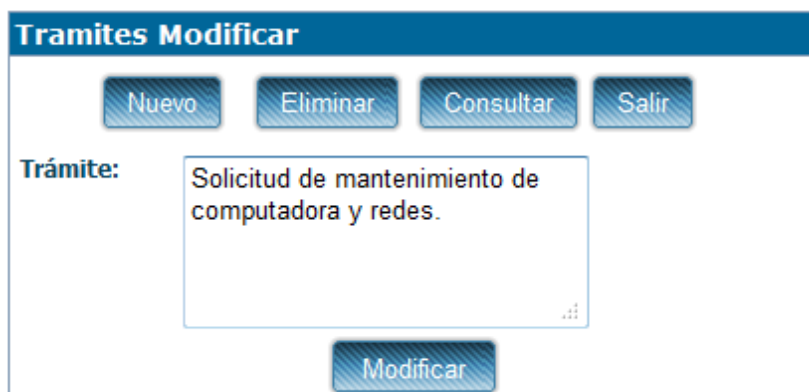 Tramites Modificar
Nuevo Eliminar Consultar Salir
Trámite: Solicitud de mantenimiento de
computadora y redes.
Modificar